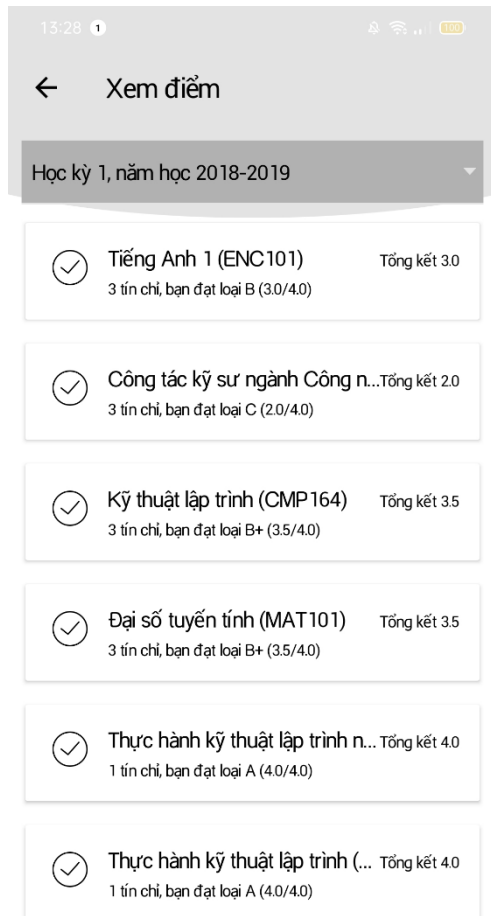 13:28 1 100
Xem điểm
Học kỳ 1, năm học 2018-2019
Tiếng Anh 1 (ENC101) Tổng kết 3.0
3 tín chỉ, bạn đạt loại B (3.0/4.0)
Công tác kỹ sư ngành Công n...Tổng kết 2.0
3 tín chỉ, bạn đạt loại C (2.0/4.0)
Kỹ thuật lập trình (CMP164) Tổng kết 3.5
3 tín chỉ, bạn đạt loại B+ (3.5/4.0)
Đại số tuyến tính (MAT101) Tổng kết 3.5
3 tín chỉ, bạn đạt loại B+ (3.5/4.0)
Thực hành kỹ thuật lập trình n... Tổng kết 4.0
1 tín chỉ, bạn đạt loại A (4.0/4.0)
Thực hành kỹ thuật lập trình (... Tổng kết 4.0
1 tín chỉ, bạn đạt loại A (4.0/4.0)